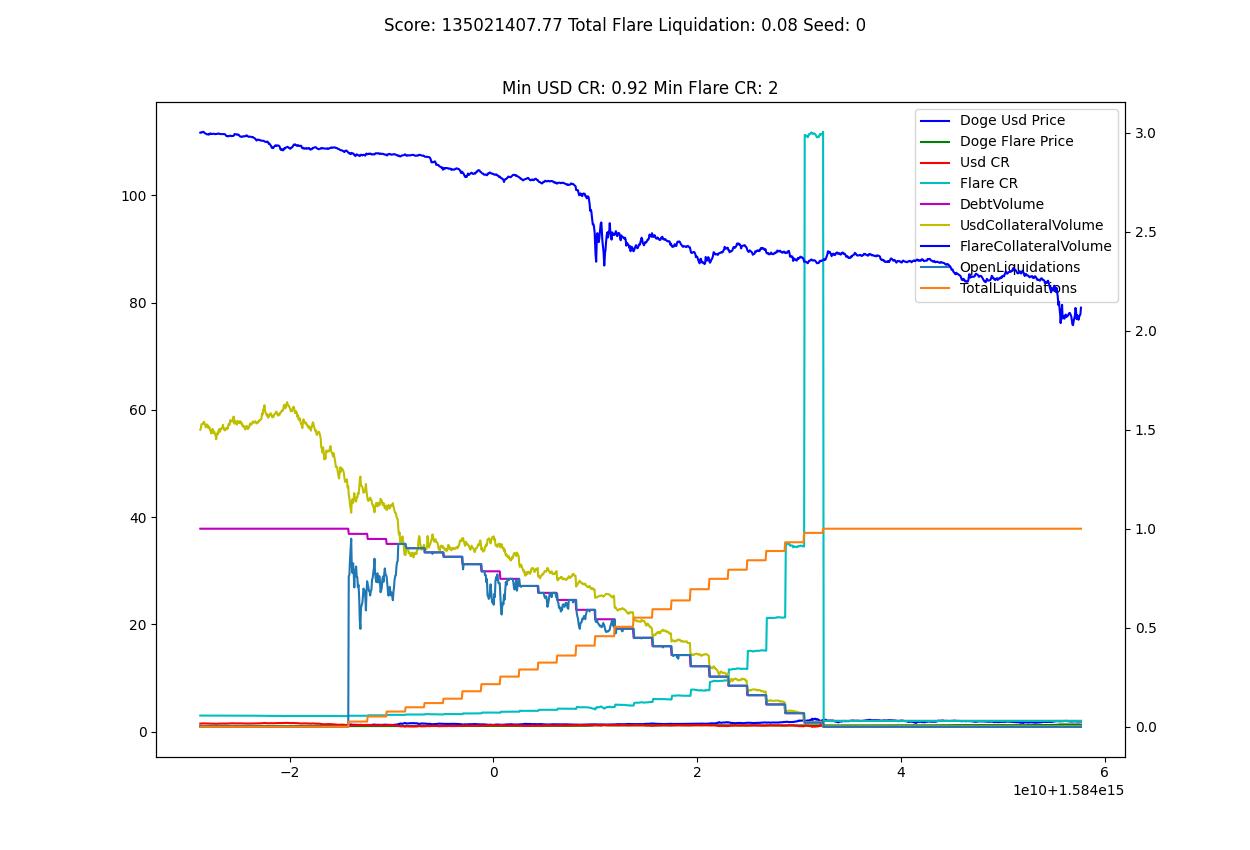 Score: 135021407.77 Total Flare Liquidation: 0.08 Seed: 0
Min USD CR: 0.92 Min Flare CR: 2
Doge Usd Price
Doge Flare Price
Usd CR
Flare CR
DebtVolume
UsdCollateralVolume
FlareCollateralVolume
OpenLiquidations
TotalLiquidations
100
80
60
40
20
0
3.0
2.5
2.0
1.5
1.0
0.5
0.0
−2 0 2 4 6
1e10+1.584e15